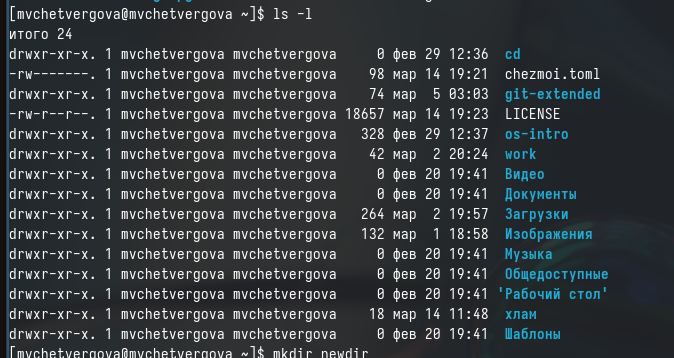 [mvchetvergova@mvchetvergova ~]$ ls -l
итого 24
drwxr-xr-x. 1 mvchetvergova mvchetvergova     0 фев 29 12:36  cd
-rw-------. 1 mvchetvergova mvchetvergova    98 мар 14 19:21  chezmoi.toml
drwxr-xr-x. 1 mvchetvergova mvchetvergova    74 мар  5 03:03  git-extended
-rw-r--r--. 1 mvchetvergova mvchetvergova 18657 мар 14 19:23  LICENSE
drwxr-xr-x. 1 mvchetvergova mvchetvergova   328 фев 29 12:37  os-intro
drwxr-xr-x. 1 mvchetvergova mvchetvergova    42 мар  2 20:24  work
drwxr-xr-x. 1 mvchetvergova mvchetvergova     0 фев 20 19:41  Видео
drwxr-xr-x. 1 mvchetvergova mvchetvergova     0 фев 20 19:41  Документы
drwxr-xr-x. 1 mvchetvergova mvchetvergova   264 мар  2 19:57  Загрузки
drwxr-xr-x. 1 mvchetvergova mvchetvergova   132 мар  1 18:58  Изображения
drwxr-xr-x. 1 mvchetvergova mvchetvergova     0 фев 20 19:41  Музыка
drwxr-xr-x. 1 mvchetvergova mvchetvergova     0 фев 20 19:41  Общедоступные
drwxr-xr-x. 1 mvchetvergova mvchetvergova     0 фев 20 19:41 'Рабочий стол'
drwxr-xr-x. 1 mvchetvergova mvchetvergova    18 мар 14 11:48  хлам
drwxr-xr-x. 1 mvchetvergova mvchetvergova     0 фев 20 19:41  Шаблоны
[mvchetvergova@mvchetvergova ~]$ mkdir newdir